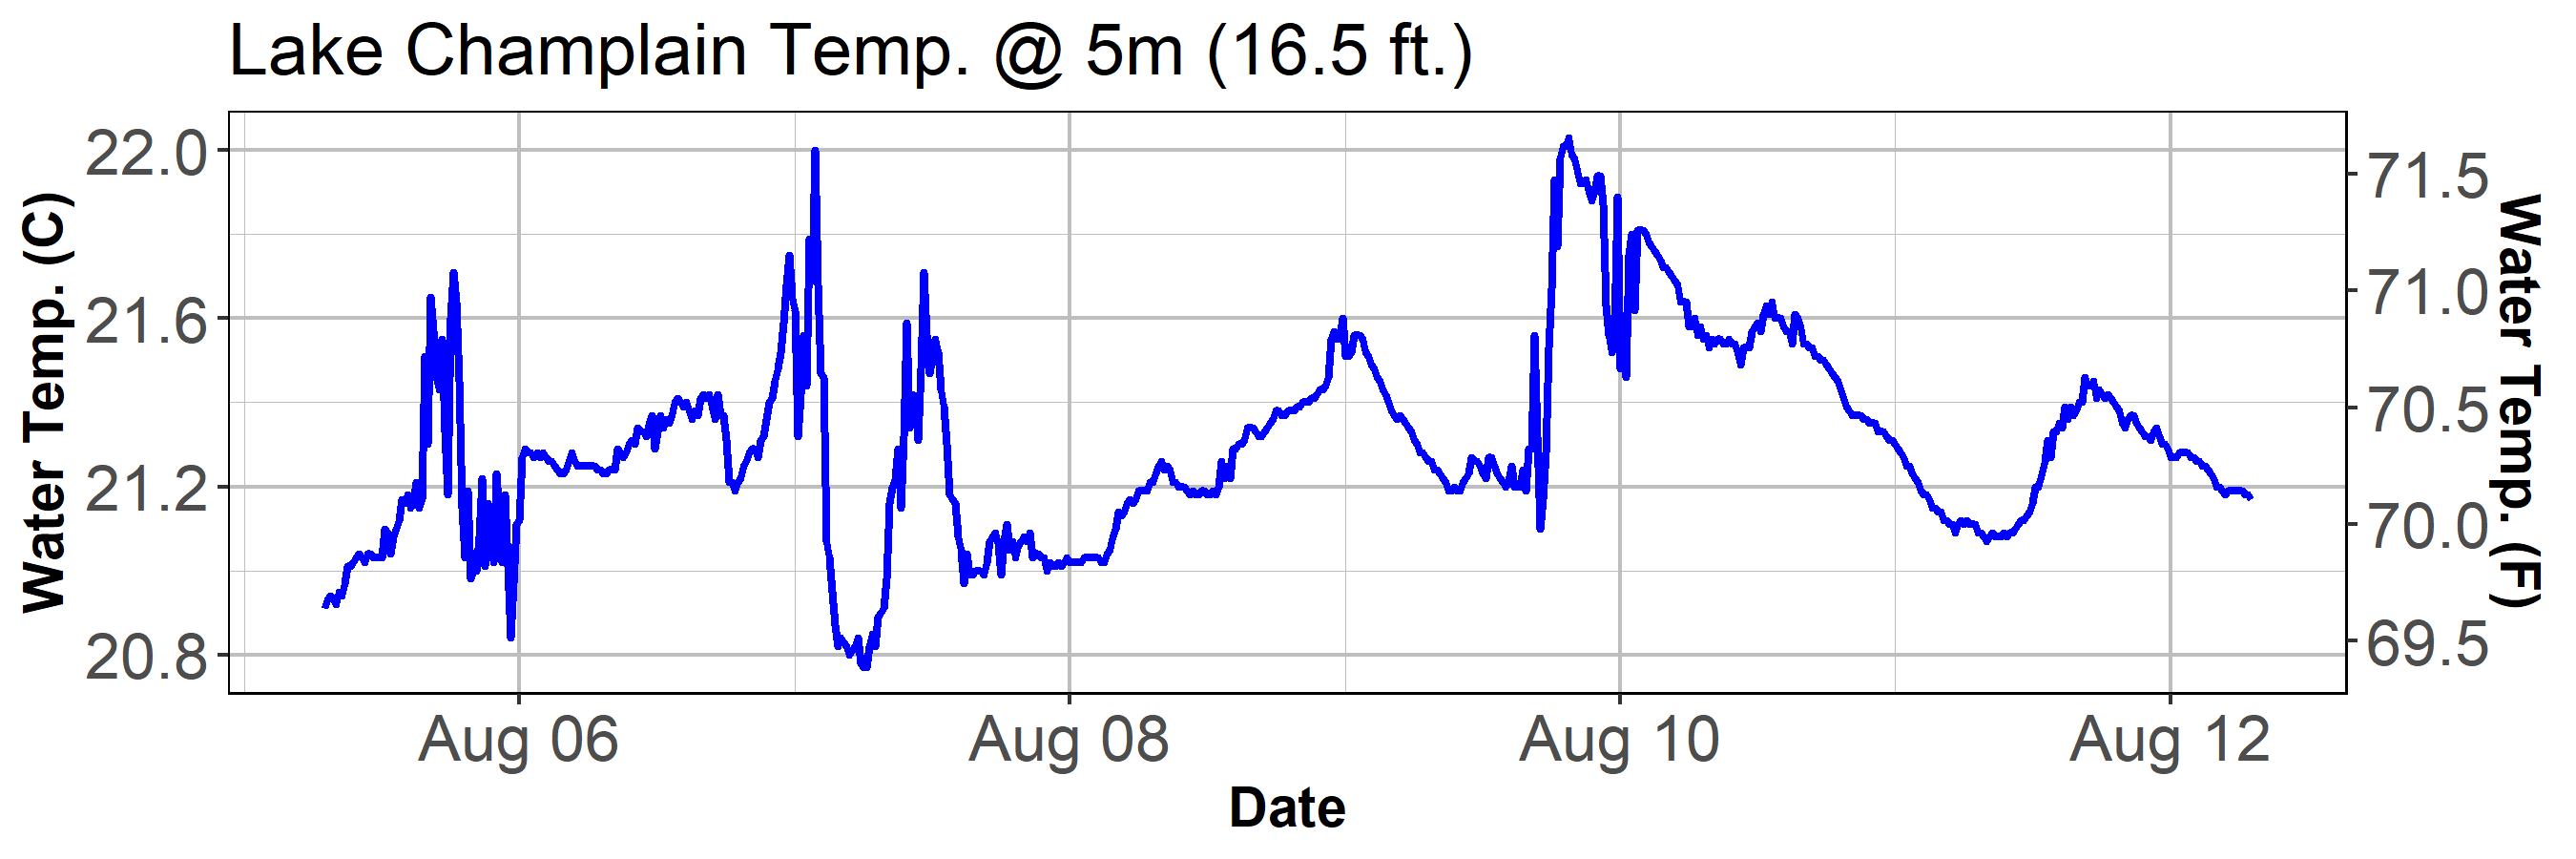 Lake Champlain Temp. @ 5m (16.5 ft.)
Water Temp. (C)
22.0
21.6
21.2
20.8
71.5
71.0
70.5
70.0
69.5
Water Temp. (F)
Aug 06 Aug 08 Aug 10 Aug 12
Date